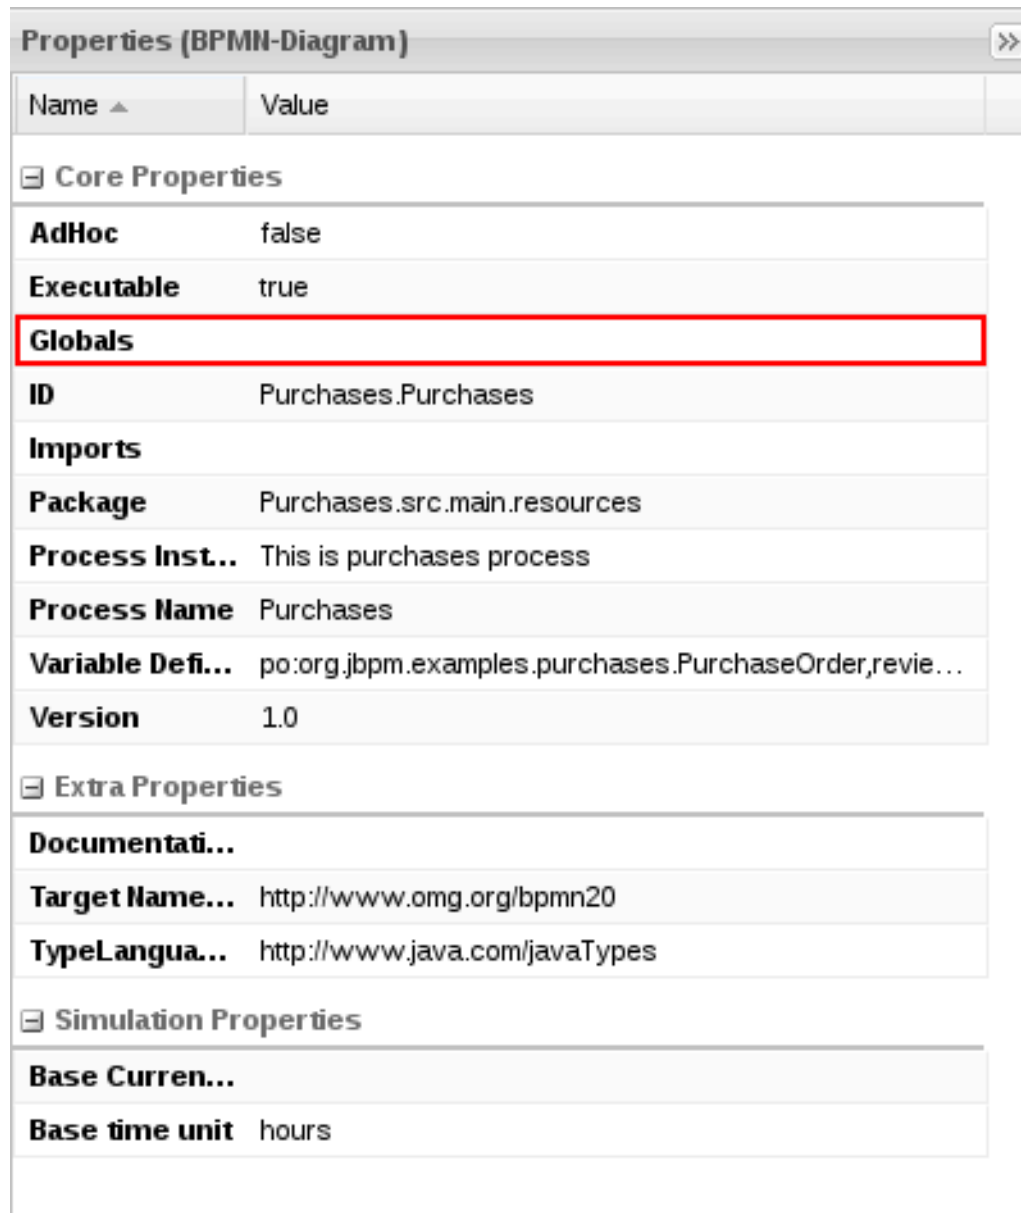 Properties (BPMN-Diagram)
Name Value
Core Properties
AdHoc false
Executable true
Globals
ID Purchases.Purchases
Imports
Package Purchases.src.main.resources
Process Inst... This is purchases process
Process Name Purchases
Variable Defi... po:org.jbpm.examples.purchases.PurchaseOrder,revie...
Version 1.0
Extra Properties
Documentati...
Target Name... http://www.omg.org/bpmn20
TypeLangua... http://www.java.com/javaTypes
Simulation Properties
Base Curren...
Base time unit hours